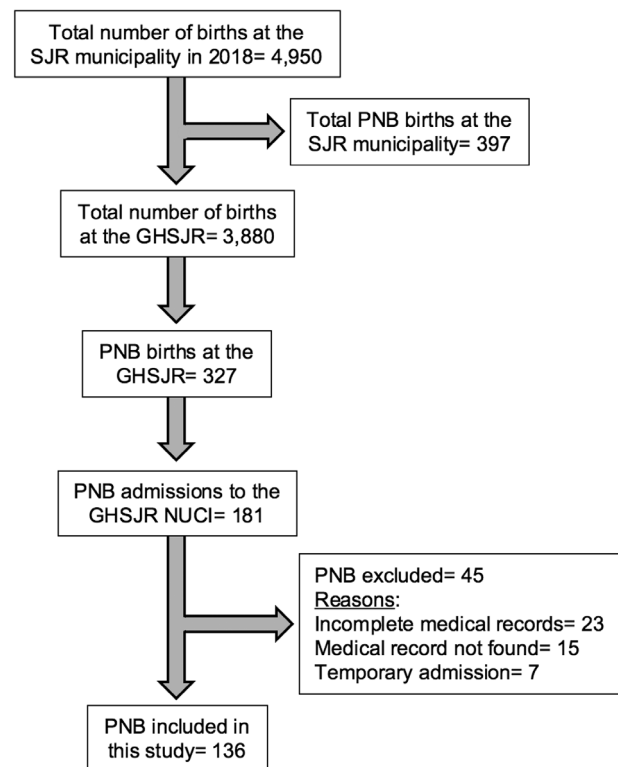 Total number of births at the
SJR municipality in 2018= 4,950
Total PNB births at the
SJR municipality= 397
Total number of births
at the GHSJR= 3,880
PNB births at the
GHSJR= 327
PNB admissions to the
GHSJR NUCI= 181
PNB excluded= 45
Reasons:
Incomplete medical records= 23
Medical record not found= 15
Temporary admission= 7
PNB included in
this study= 136